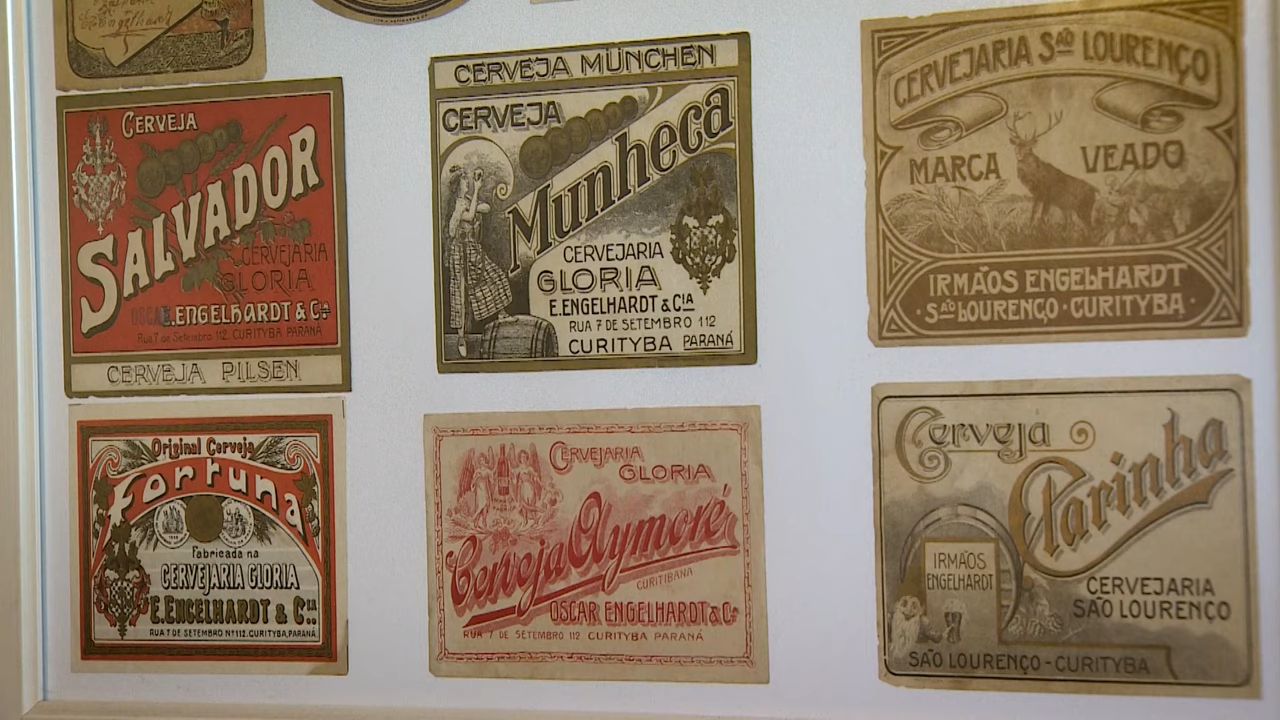 CERVEJA
SALVADOR
CERVEJARIA
GLORIA
OSCAR E.ENGELHARDT & Cia
Rua 7 de Setembro 112. CURITYBA PARANÁ
CERVEJA PILSEN
CERVEJA MÜNCHEN
CERVEJA
Munheca
CERVEJARIA
GLORIA
E.ENGELHARDT & CIA
RUA 7 DE SETEMBRO 112
CURITYBA PARANÁ
CERVEJARIA SÃO LOURENÇO
MARCA VEADO
IRMÃOS ENGELHARDT
·SÃO LOURENÇO·CURITYBA·
Original Cerveja
Fortuna
Fabricada na
CERVEJARIA GLORIA
E.ENGELHARDT & Cia..
RUA 7 DE SETEMBRO Nº 112.CURITYBA,PARANÁ
CERVEJARIA
GLORIA
Cerveja Aymoré
CURITIBANA
OSCAR ENGELHARDT & Co
RUA 7 DE SETEMBRO 112 CURITYBA PARANÁ
Cerveja
Clarinha
IRMÃOS
ENGELHARDT
CERVEJARIA
SÃO LOURENÇO
SÃO LOURENÇO-CURITYBA